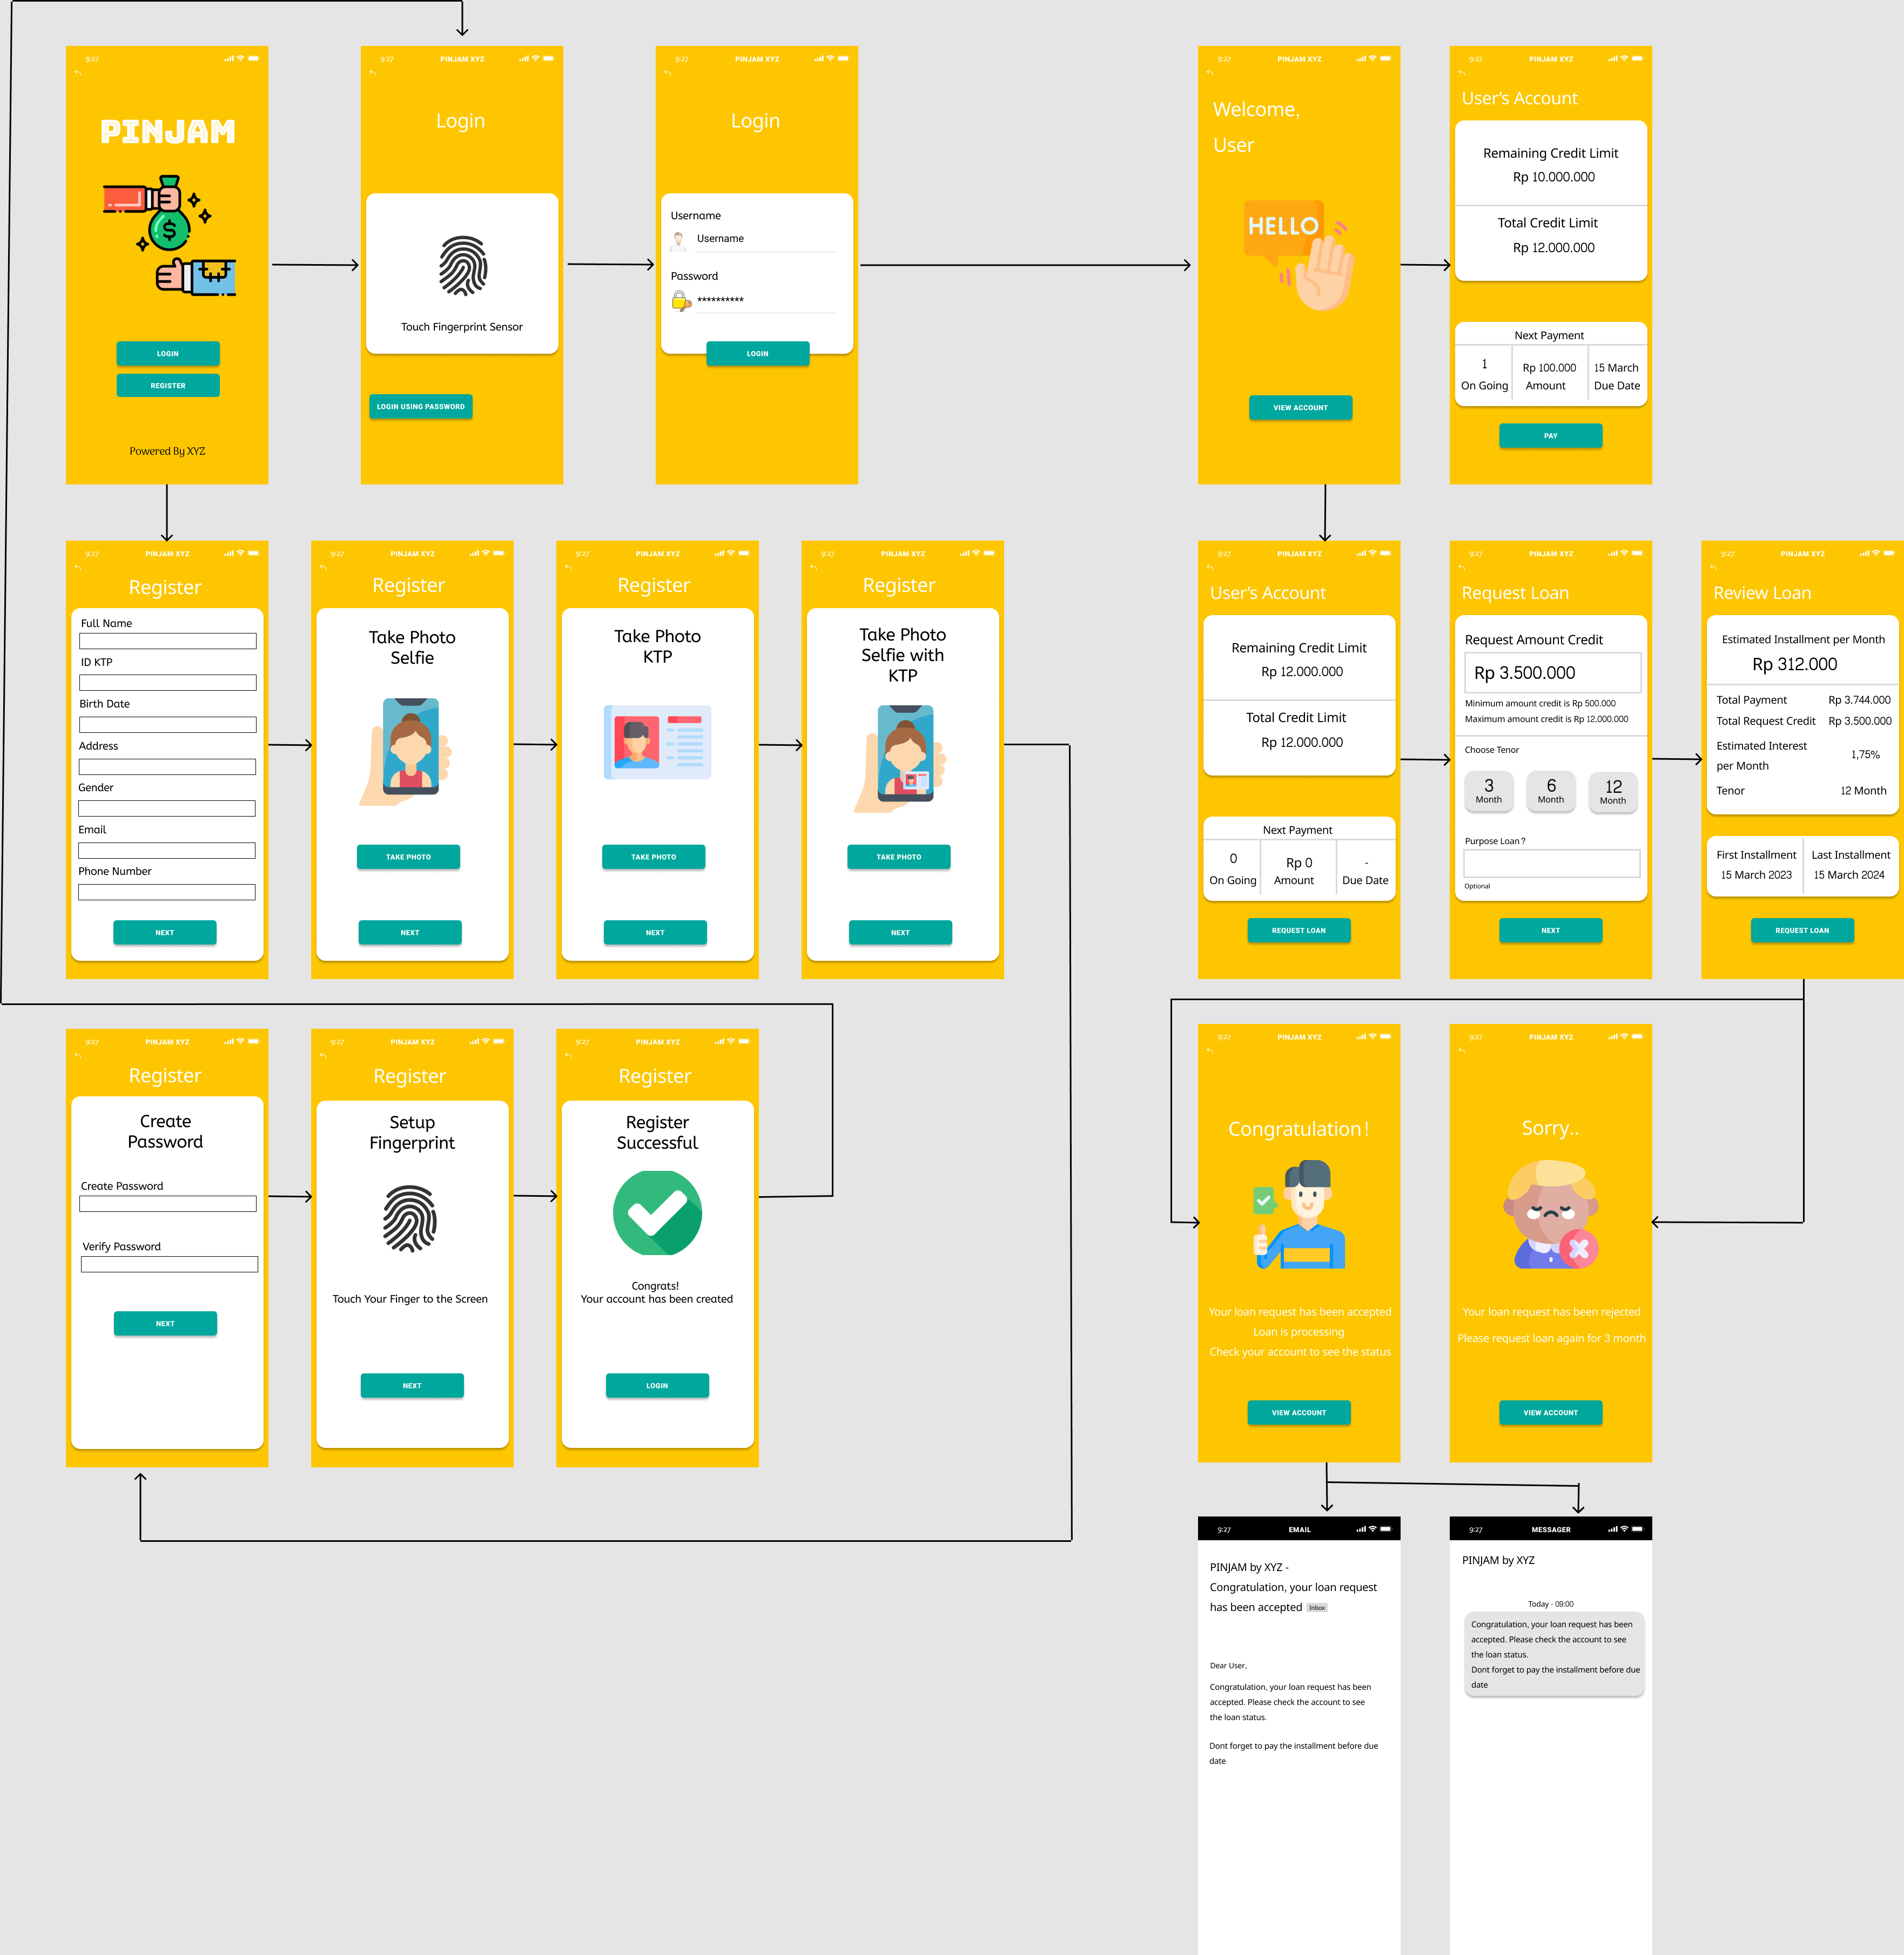 9:27
PINJAM
LOGIN
REGISTER
Powered By XYZ
9:27 PINJAM XYZ
Login
Touch Fingerprint Sensor
LOGIN USING PASSWORD
9:27 PINJAM XYZ
Login
Username
Username
Password
**********
LOGIN
9:27 PINJAM XYZ
Welcome,
User
HELLO
VIEW ACCOUNT
9:27 PINJAM XYZ
User's Account
Remaining Credit Limit
Rp 10.000.000
Total Credit Limit
Rp 12.000.000
Next Payment
1 Rp 100.000 15 March
On Going Amount Due Date
PAY
9:27 PINJAM XYZ
Register
Full Name
ID KTP
Birth Date
Address
Gender
Email
Phone Number
NEXT
9:27 PINJAM XYZ
Register
Take Photo
Selfie
TAKE PHOTO
NEXT
9:27 PINJAM XYZ
Register
Take Photo
KTP
TAKE PHOTO
NEXT
9:27 PINJAM XYZ
Register
Take Photo
Selfie with
KTP
TAKE PHOTO
NEXT
9:27 PINJAM XYZ
User's Account
Remaining Credit Limit
Rp 12.000.000
Total Credit Limit
Rp 12.000.000
Next Payment
0 Rp 0 -
On Going Amount Due Date
REQUEST LOAN
9:27 PINJAM XYZ
Request Loan
Request Amount Credit
Rp 3.500.000
Minimum amount credit is Rp 500.000
Maximum amount credit is Rp 12.000.000
Choose Tenor
3 6 12
Month Month Month
Purpose Loan ?
Optional
NEXT
9:27 PINJAM XYZ
Review Loan
Estimated Installment per Month
Rp 312.000
Total Payment Rp 3.744.000
Total Request Credit Rp 3.500.000
Estimated Interest
per Month 1,75%
Tenor 12 Month
First Installment Last Installment
15 March 2023 15 March 2024
REQUEST LOAN
9:27 PINJAM XYZ
Register
Create
Password
Create Password
Verify Password
NEXT
9:27 PINJAM XYZ
Register
Setup
Fingerprint
Touch Your Finger to the Screen
NEXT
9:27 PINJAM XYZ
Register
Register
Successful
Congrats!
Your account has been created
LOGIN
9:27 PINJAM XYZ
Congratulation !
Your loan request has been accepted
Loan is processing
Check your account to see the status
VIEW ACCOUNT
9:27 PINJAM XYZ
Sorry..
Your loan request has been rejected
Please request loan again for 3 month
VIEW ACCOUNT
9:27 EMAIL
PINJAM by XYZ -
Congratulation, your loan request
has been accepted Inbox
Dear User,
Congratulation, your loan request has been
accepted. Please check the account to see
the loan status.
Dont forget to pay the installment before due
date
9:27 MESSAGER
PINJAM by XYZ
Today - 09:00
Congratulation, your loan request has been
accepted. Please check the account to see
the loan status.
Dont forget to pay the installment before due
date